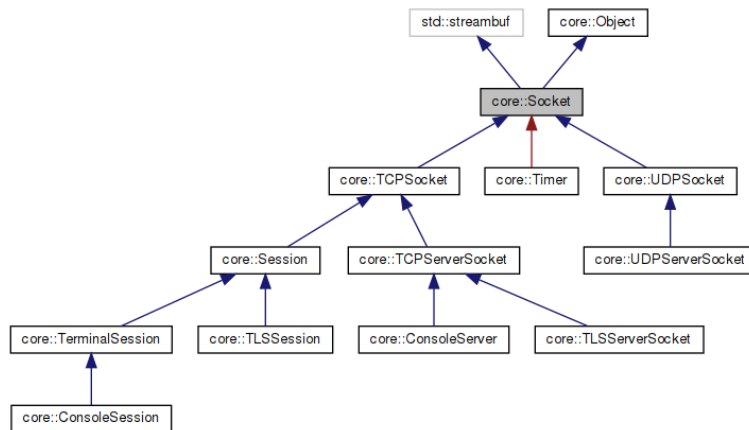 std::streambuf
core::Object
core::Socket
core::TCPSocket
core::Timer
core::UDPSocket
core::Session
core::TCPServerSocket
core::UDPServerSocket
core::TerminalSession
core::TLSSession
core::ConsoleServer
core::TLSServerSocket
core::ConsoleSession